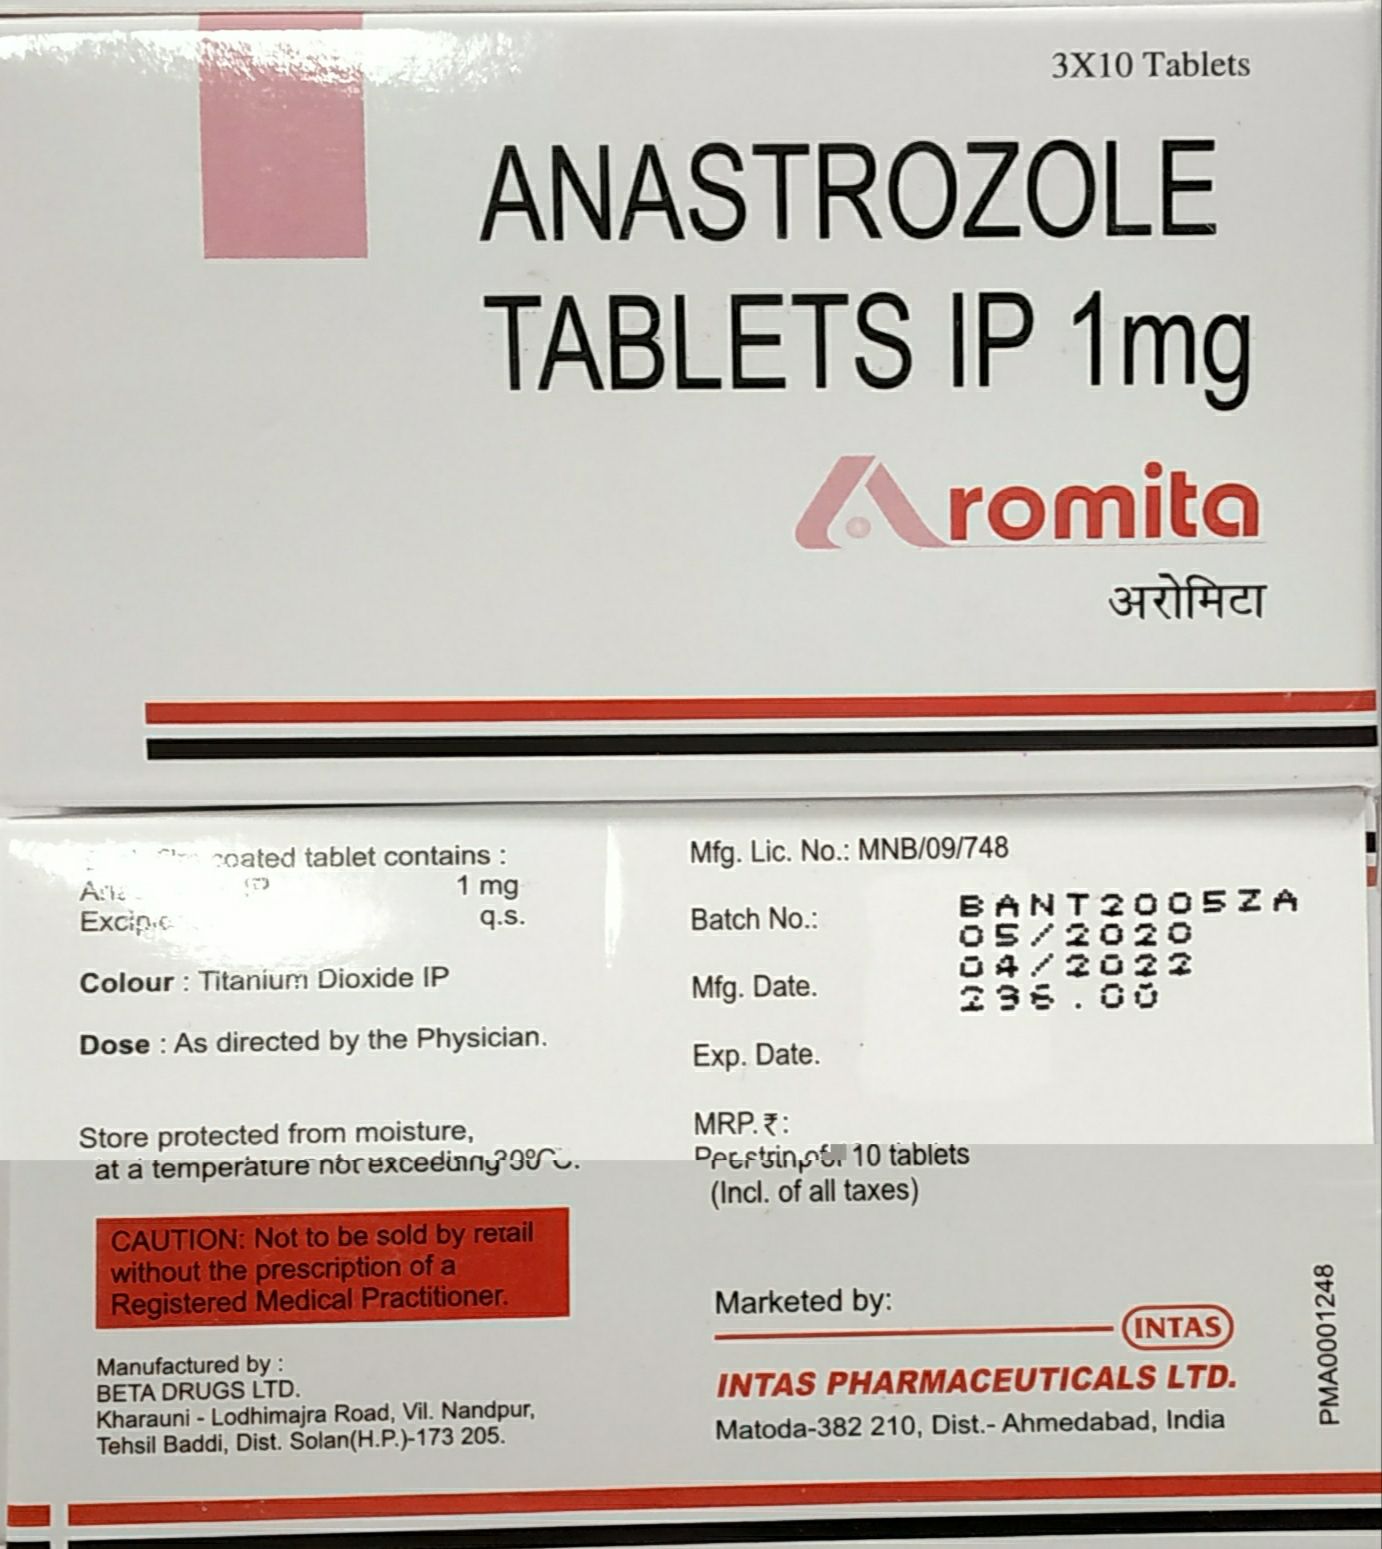 3X10 Tablets
ANASTROZOLE
TABLETS IP 1mg
Aromita
अरोमिटा
coated tablet contains :
1 mg
q.s.
Colour : Titanium Dioxide IP
Dose : As directed by the Physician.
Store protected from moisture,
at a temperature not exceeding
CAUTION: Not to be sold by retail
without the prescription of a
Registered Medical Practitioner.
Manufactured by :
BETA DRUGS LTD.
Kharauni - Lodhimajra Road, Vil. Nandpur,
Tehsil Baddi, Dist. Solan(H.P.)-173 205.
Mfg. Lic. No.: MNB/09/748
Batch No.: BANT2005ZA
Mfg. Date. 05/2020
Exp. Date. 04/2022
MRP.₹: 236.00
10 tablets
(Incl. of all taxes)
Marketed by:
INTAS
INTAS PHARMACEUTICALS LTD.
Matoda-382 210, Dist.- Ahmedabad, India
PMA0001248